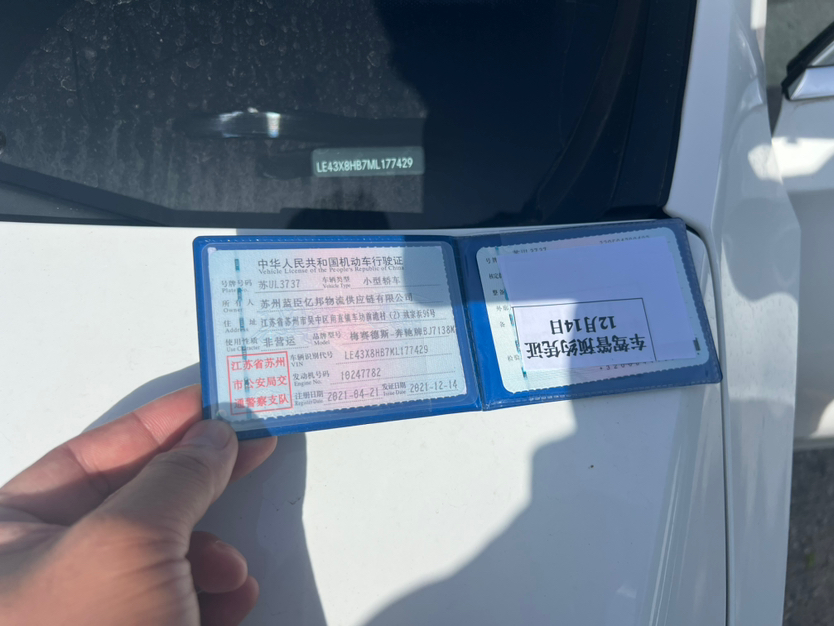 LE43X8HB7ML177429
中华人民共和国机动车行驶证
Vehicle License of the People's Republic of China
号牌号码 苏UL3737 车辆类型 小型轿车
Vehicle Type
所有人 苏州益臣亿邦物流供应链有限公司
Owner
住址 江苏省苏州市吴中区
Address
使用性质 非营运 品牌型号 梅赛德斯-奔驰牌BJ7138
Use Character Model
江苏省苏州
市公安局交
通警察支队
车辆识别代号 LE43X8HB7KL177429
VIN
发动机号码 10247782
Engine No.
注册日期 2021-04-21 发证日期 2021-12-14
Register Date Issue Date
车驾管预约凭证
12月14日